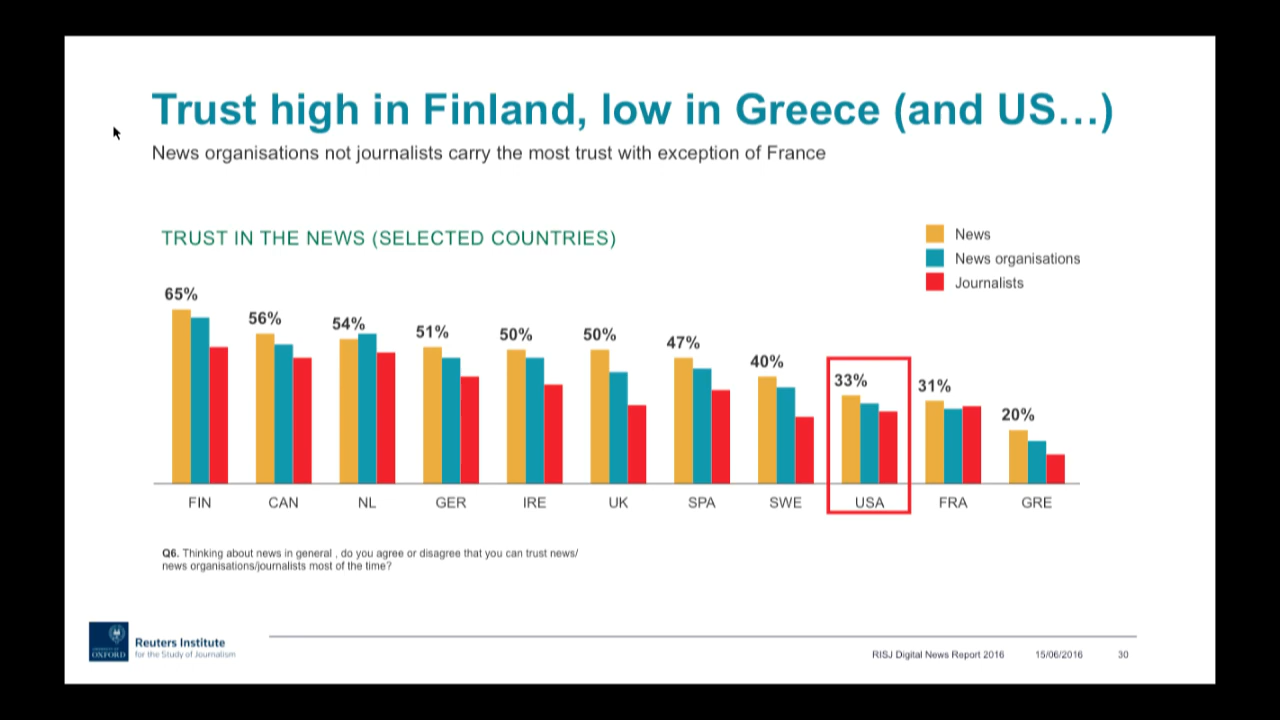 Trust high in Finland, low in Greece (and US...)
News organisations not journalists carry the most trust with exception of France
TRUST IN THE NEWS (SELECTED COUNTRIES)
News
News organisations
Journalists
65%
56%
54%
51%
50%
50%
47%
40%
33%
31%
20%
FIN
CAN
NL
GER
IRE
UK
SPA
SWE
USA
FRA
GRE
Q6. Thinking about news in general , do you agree or disagree that you can trust news/
news organisations/journalists most of the time?
OXFORD
Reuters Institute
for the Study of Journalism
RISJ Digital News Report 2016
15/06/2016
30